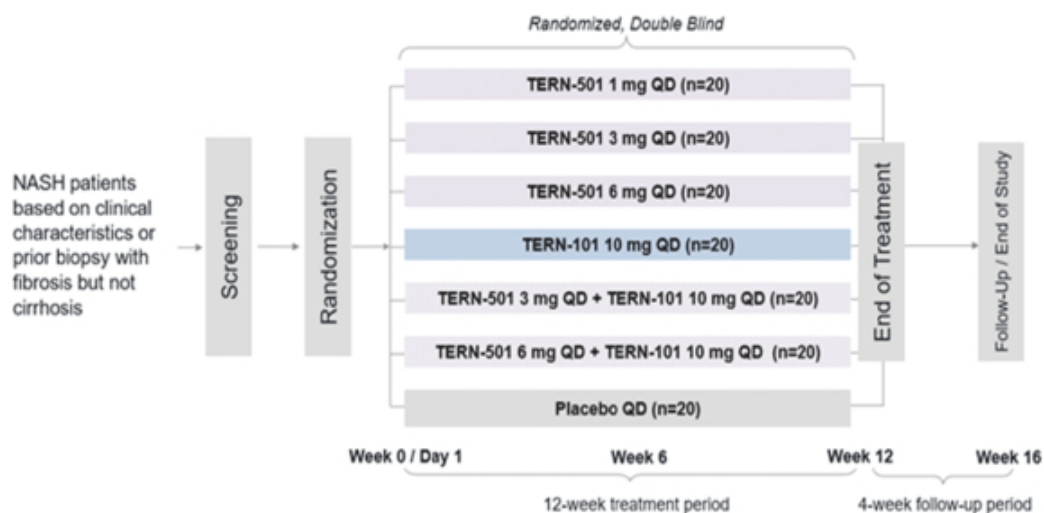 Randomized, Double Blind
NASH patients
based on clinical
characteristics or
prior biopsy with
fibrosis but not
cirrhosis
Screening
Randomization
TERN-501 1 mg QD (n=20)
TERN-501 3 mg QD (n=20)
TERN-501 6 mg QD (n=20)
TERN-101 10 mg QD (n=20)
TERN-501 3 mg QD + TERN-101 10 mg QD (n=20)
TERN-501 6 mg QD + TERN-101 10 mg QD (n=20)
Placebo QD (n=20)
End of Treatment
Follow-Up / End of Study
Week 0 / Day 1
Week 6
Week 12
Week 16
12-week treatment period
4-week follow-up period